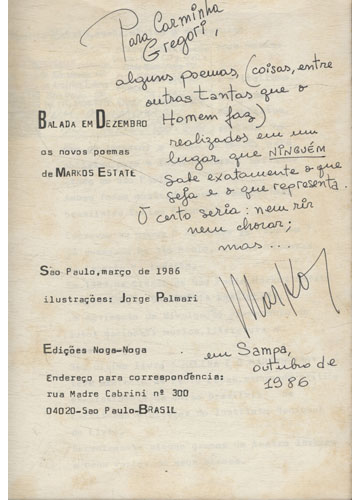 Para Carminha
Gregori,
alguns poemas, (coisas, entre
outras tantas que o
Homem faz)
realizados em um
lugar que NINGUÉM
sabe exatamente o que
seja e o que representa.
O certo seria: nem rir
nem chorar;
mas...
Markos
em Sampa,
outubro de
1986
BALADA EM DEZEMBRO
os novos poemas
de MARKOS ESTATE
Sao Paulo, março de 1986
ilustrações: Jorge Palmari
Edições Noga-Noga
Endereço para correspondência:
rua Madre Cabrini nº 300
04020-Sao Paulo-BRASIL